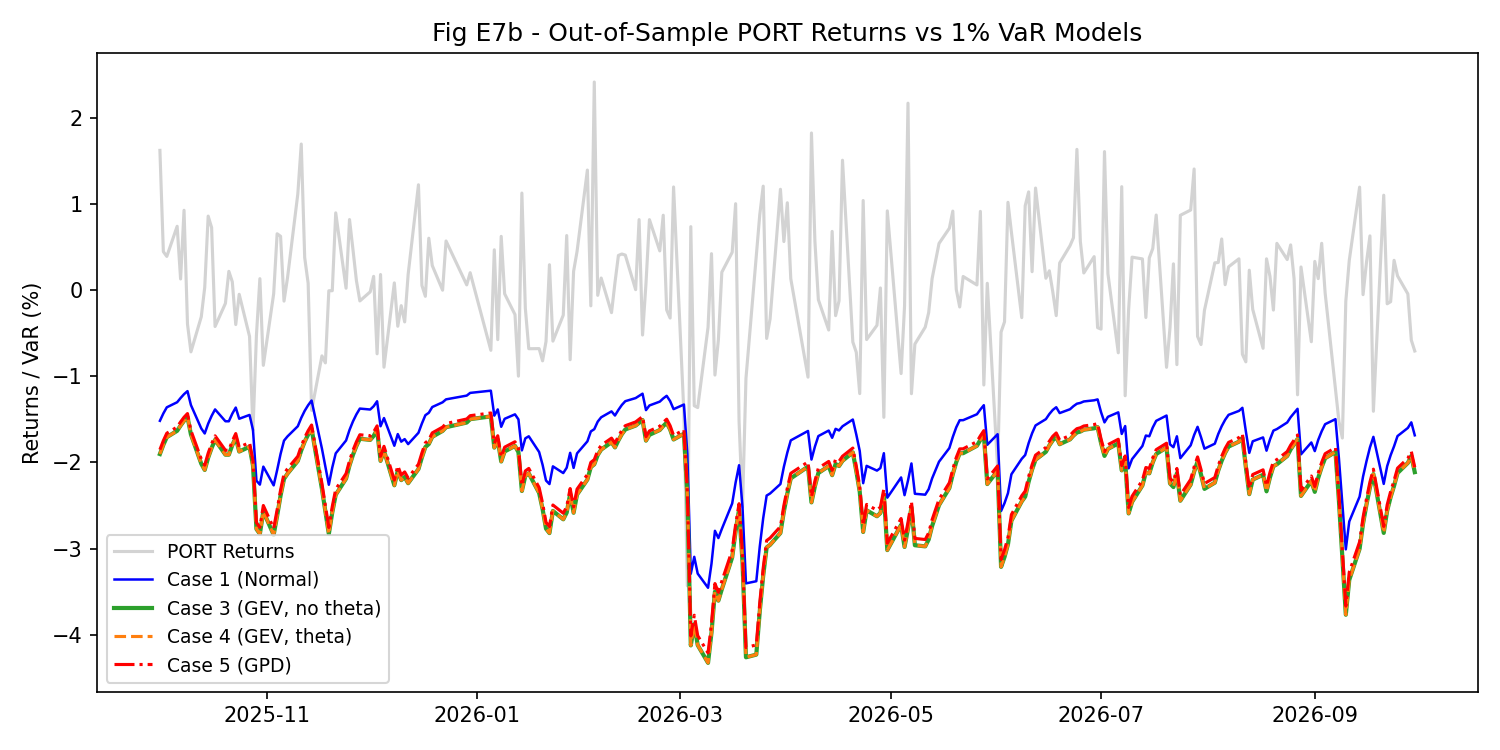 Fig E7b - Out-of-Sample PORT Returns vs 1% VaR Models
Returns / VaR (%)
2
1
0
−1
−2
−3
−4
PORT Returns
Case 1 (Normal)
Case 3 (GEV, no theta)
Case 4 (GEV, theta)
Case 5 (GPD)
2025-11
2026-01
2026-03
2026-05
2026-07
2026-09